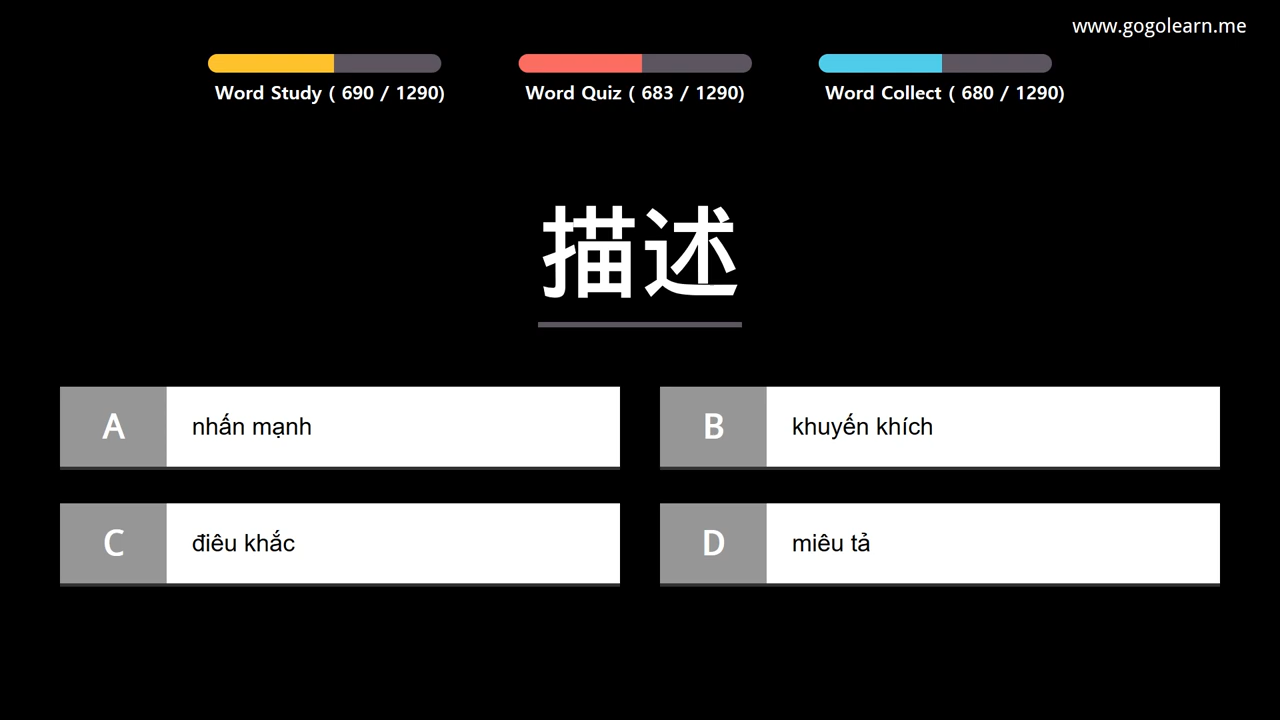 www.gogolearn.me
Word Study ( 690 / 1290)
Word Quiz ( 683 / 1290)
Word Collect ( 680 / 1290)
描述
A nhấn mạnh
B khuyến khích
C điêu khắc
D miêu tả